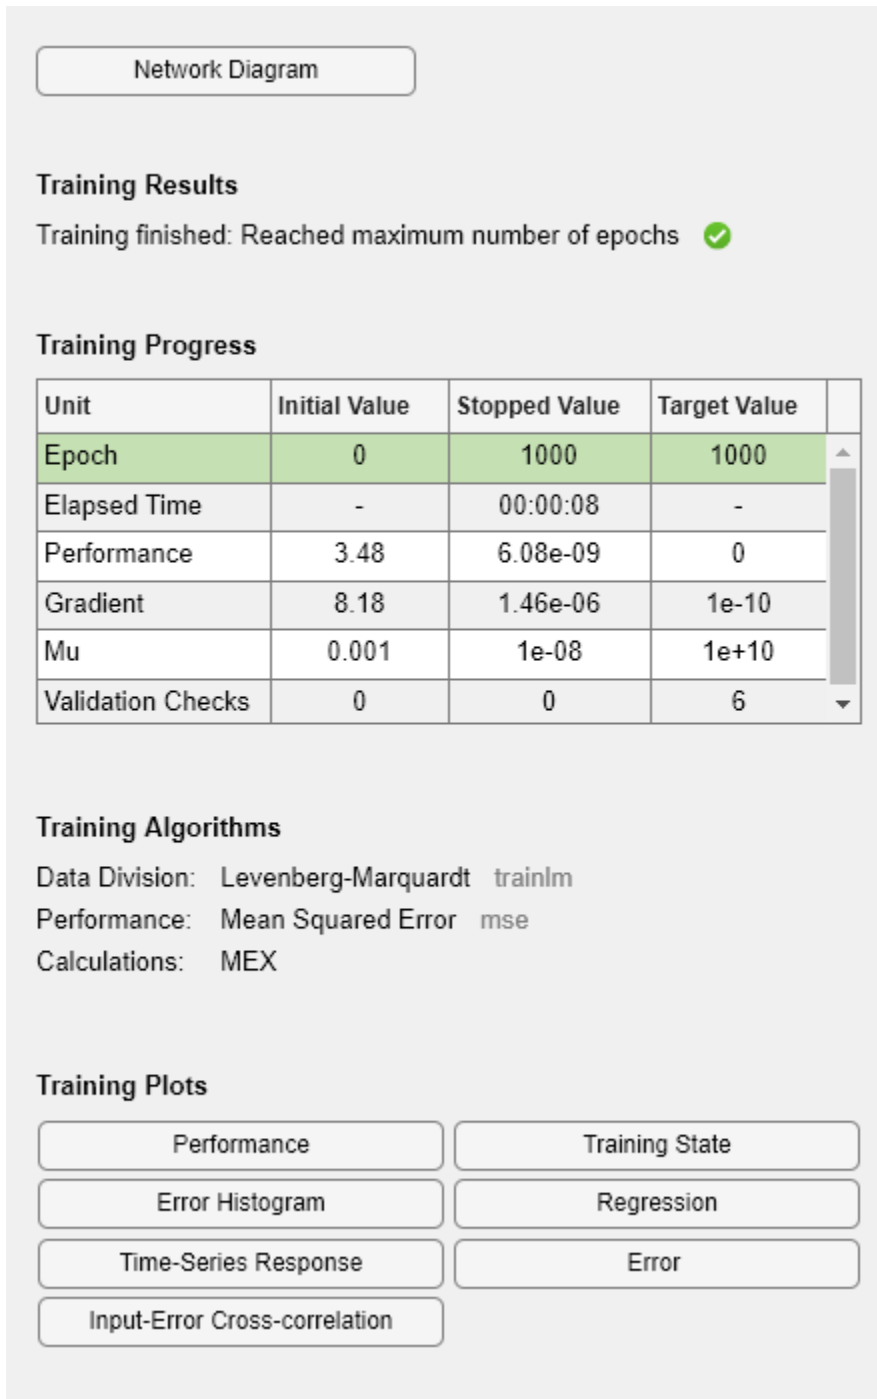 Network Diagram
Training Results
Training finished: Reached maximum number of epochs
Training Progress
Unit Initial Value Stopped Value Target Value
Epoch 0 1000 1000
Elapsed Time - 00:00:08 -
Performance 3.48 6.08e-09 0
Gradient 8.18 1.46e-06 1e-10
Mu 0.001 1e-08 1e+10
Validation Checks 0 0 6
Training Algorithms
Data Division: Levenberg-Marquardt trainlm
Performance: Mean Squared Error mse
Calculations: MEX
Training Plots
Performance Training State
Error Histogram Regression
Time-Series Response Error
Input-Error Cross-correlation